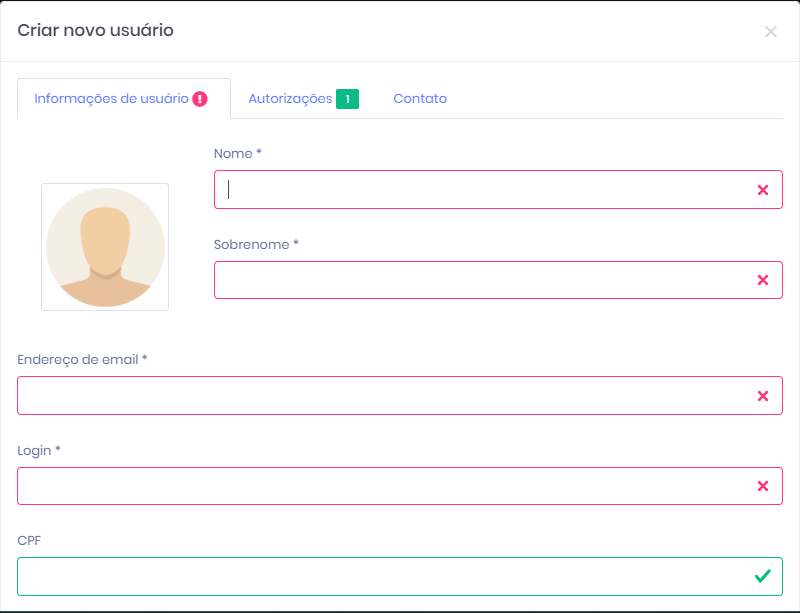 Criar novo usuário
Informações de usuário
Autorizações 1
Contato
Nome *
Sobrenome *
Endereço de email *
Login *
CPF